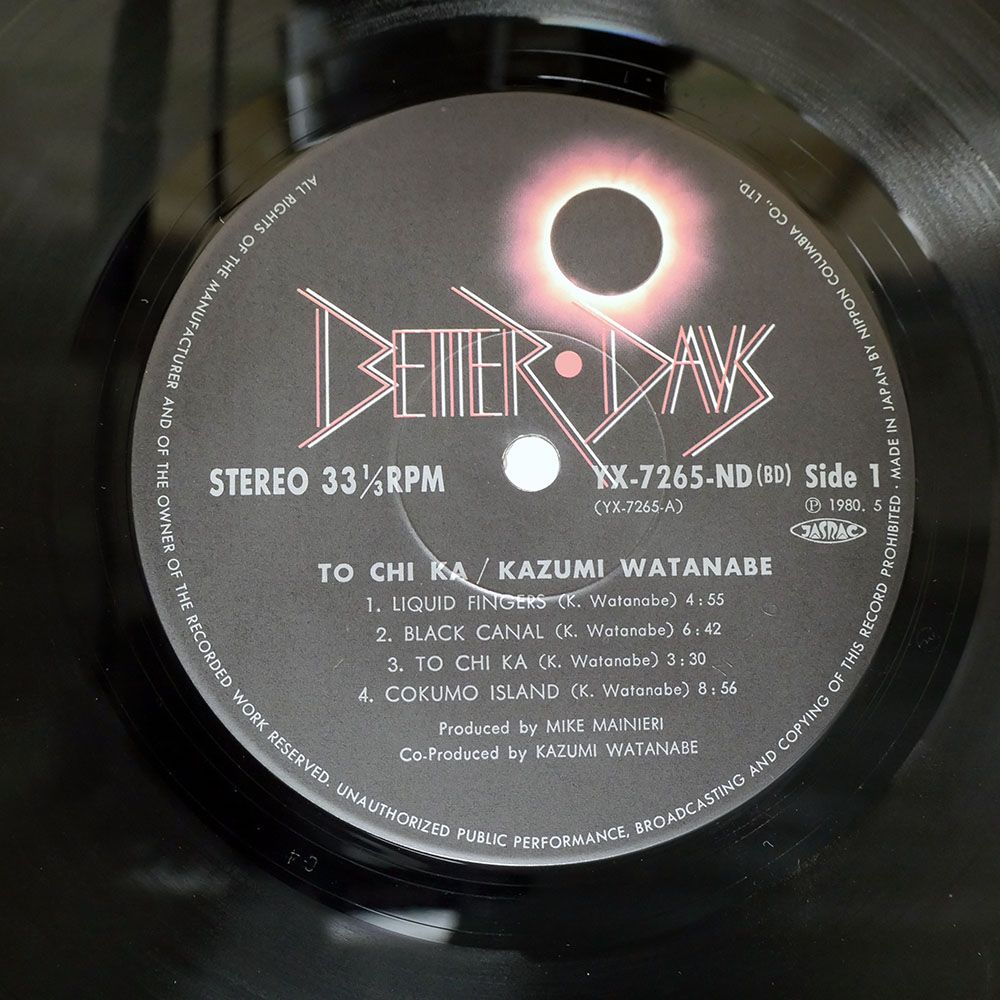 BETTER • DAYS
STEREO 33 1/3 RPM
YX-7265-ND (BD) Side 1
(YX-7265-A)
Ⓟ 1980. 5
JASRAC
TO CHI KA / KAZUMI WATANABE
1. LIQUID FINGERS (K. Watanabe) 4:55
2. BLACK CANAL (K. Watanabe) 6:42
3. TO CHI KA (K. Watanabe) 3:30
4. COKUMO ISLAND (K. Watanabe) 8:56
Produced by MIKE MAINIERI
Co-Produced by KAZUMI WATANABE
ALL RIGHTS OF THE MANUFACTURER AND OF THE OWNER OF THE RECORDED WORK RESERVED. UNAUTHORIZED PUBLIC PERFORMANCE, BROADCASTING AND COPYING OF THIS RECORD PROHIBITED · MADE IN JAPAN BY NIPPON COLUMBIA CO., LTD.